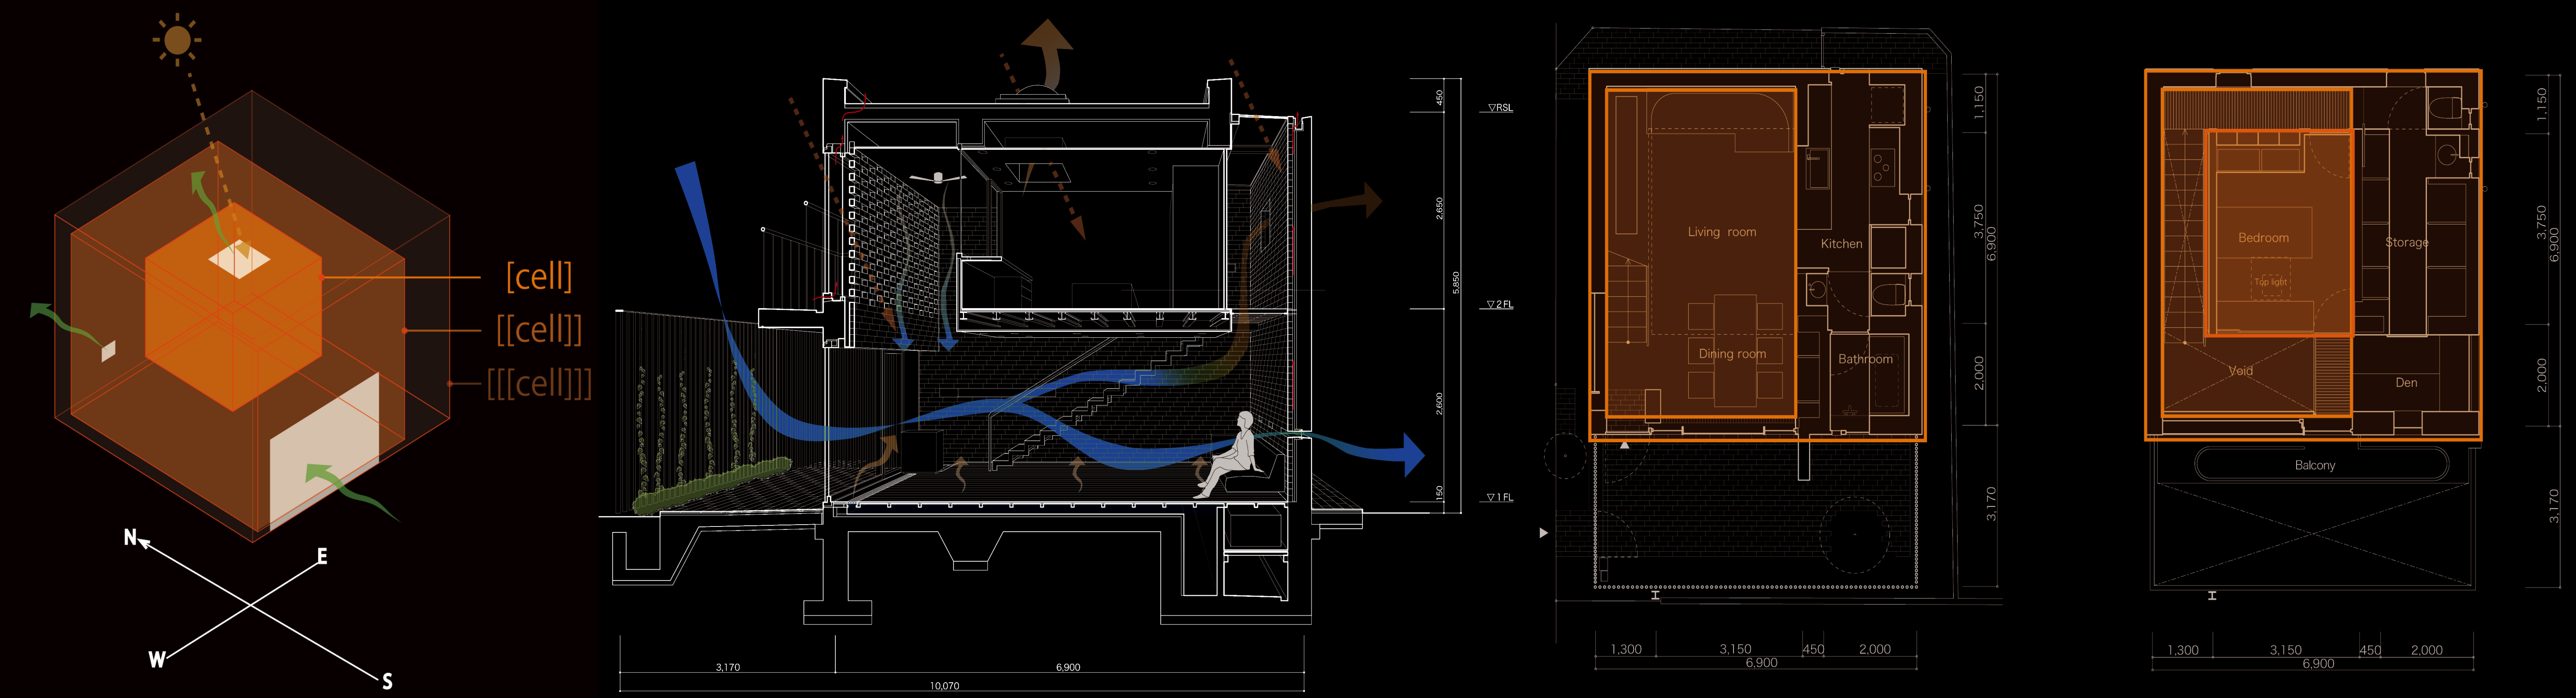 [cell]
[[cell]]
[[[cell]]]
N
E
W
S
▽RSL
▽2FL
▽1FL
450
2,650
5,850
2,600
150
3,170
6,900
10,070
Living room
Kitchen
Dining room
Bathroom
1,150
3,750
6,900
2,000
3,170
1,300
3,150
450
2,000
6,900
Bedroom
Storage
Top light
Void
Den
Balcony
1,150
3,750
6,900
2,000
3,170
1,300
3,150
450
2,000
6,900